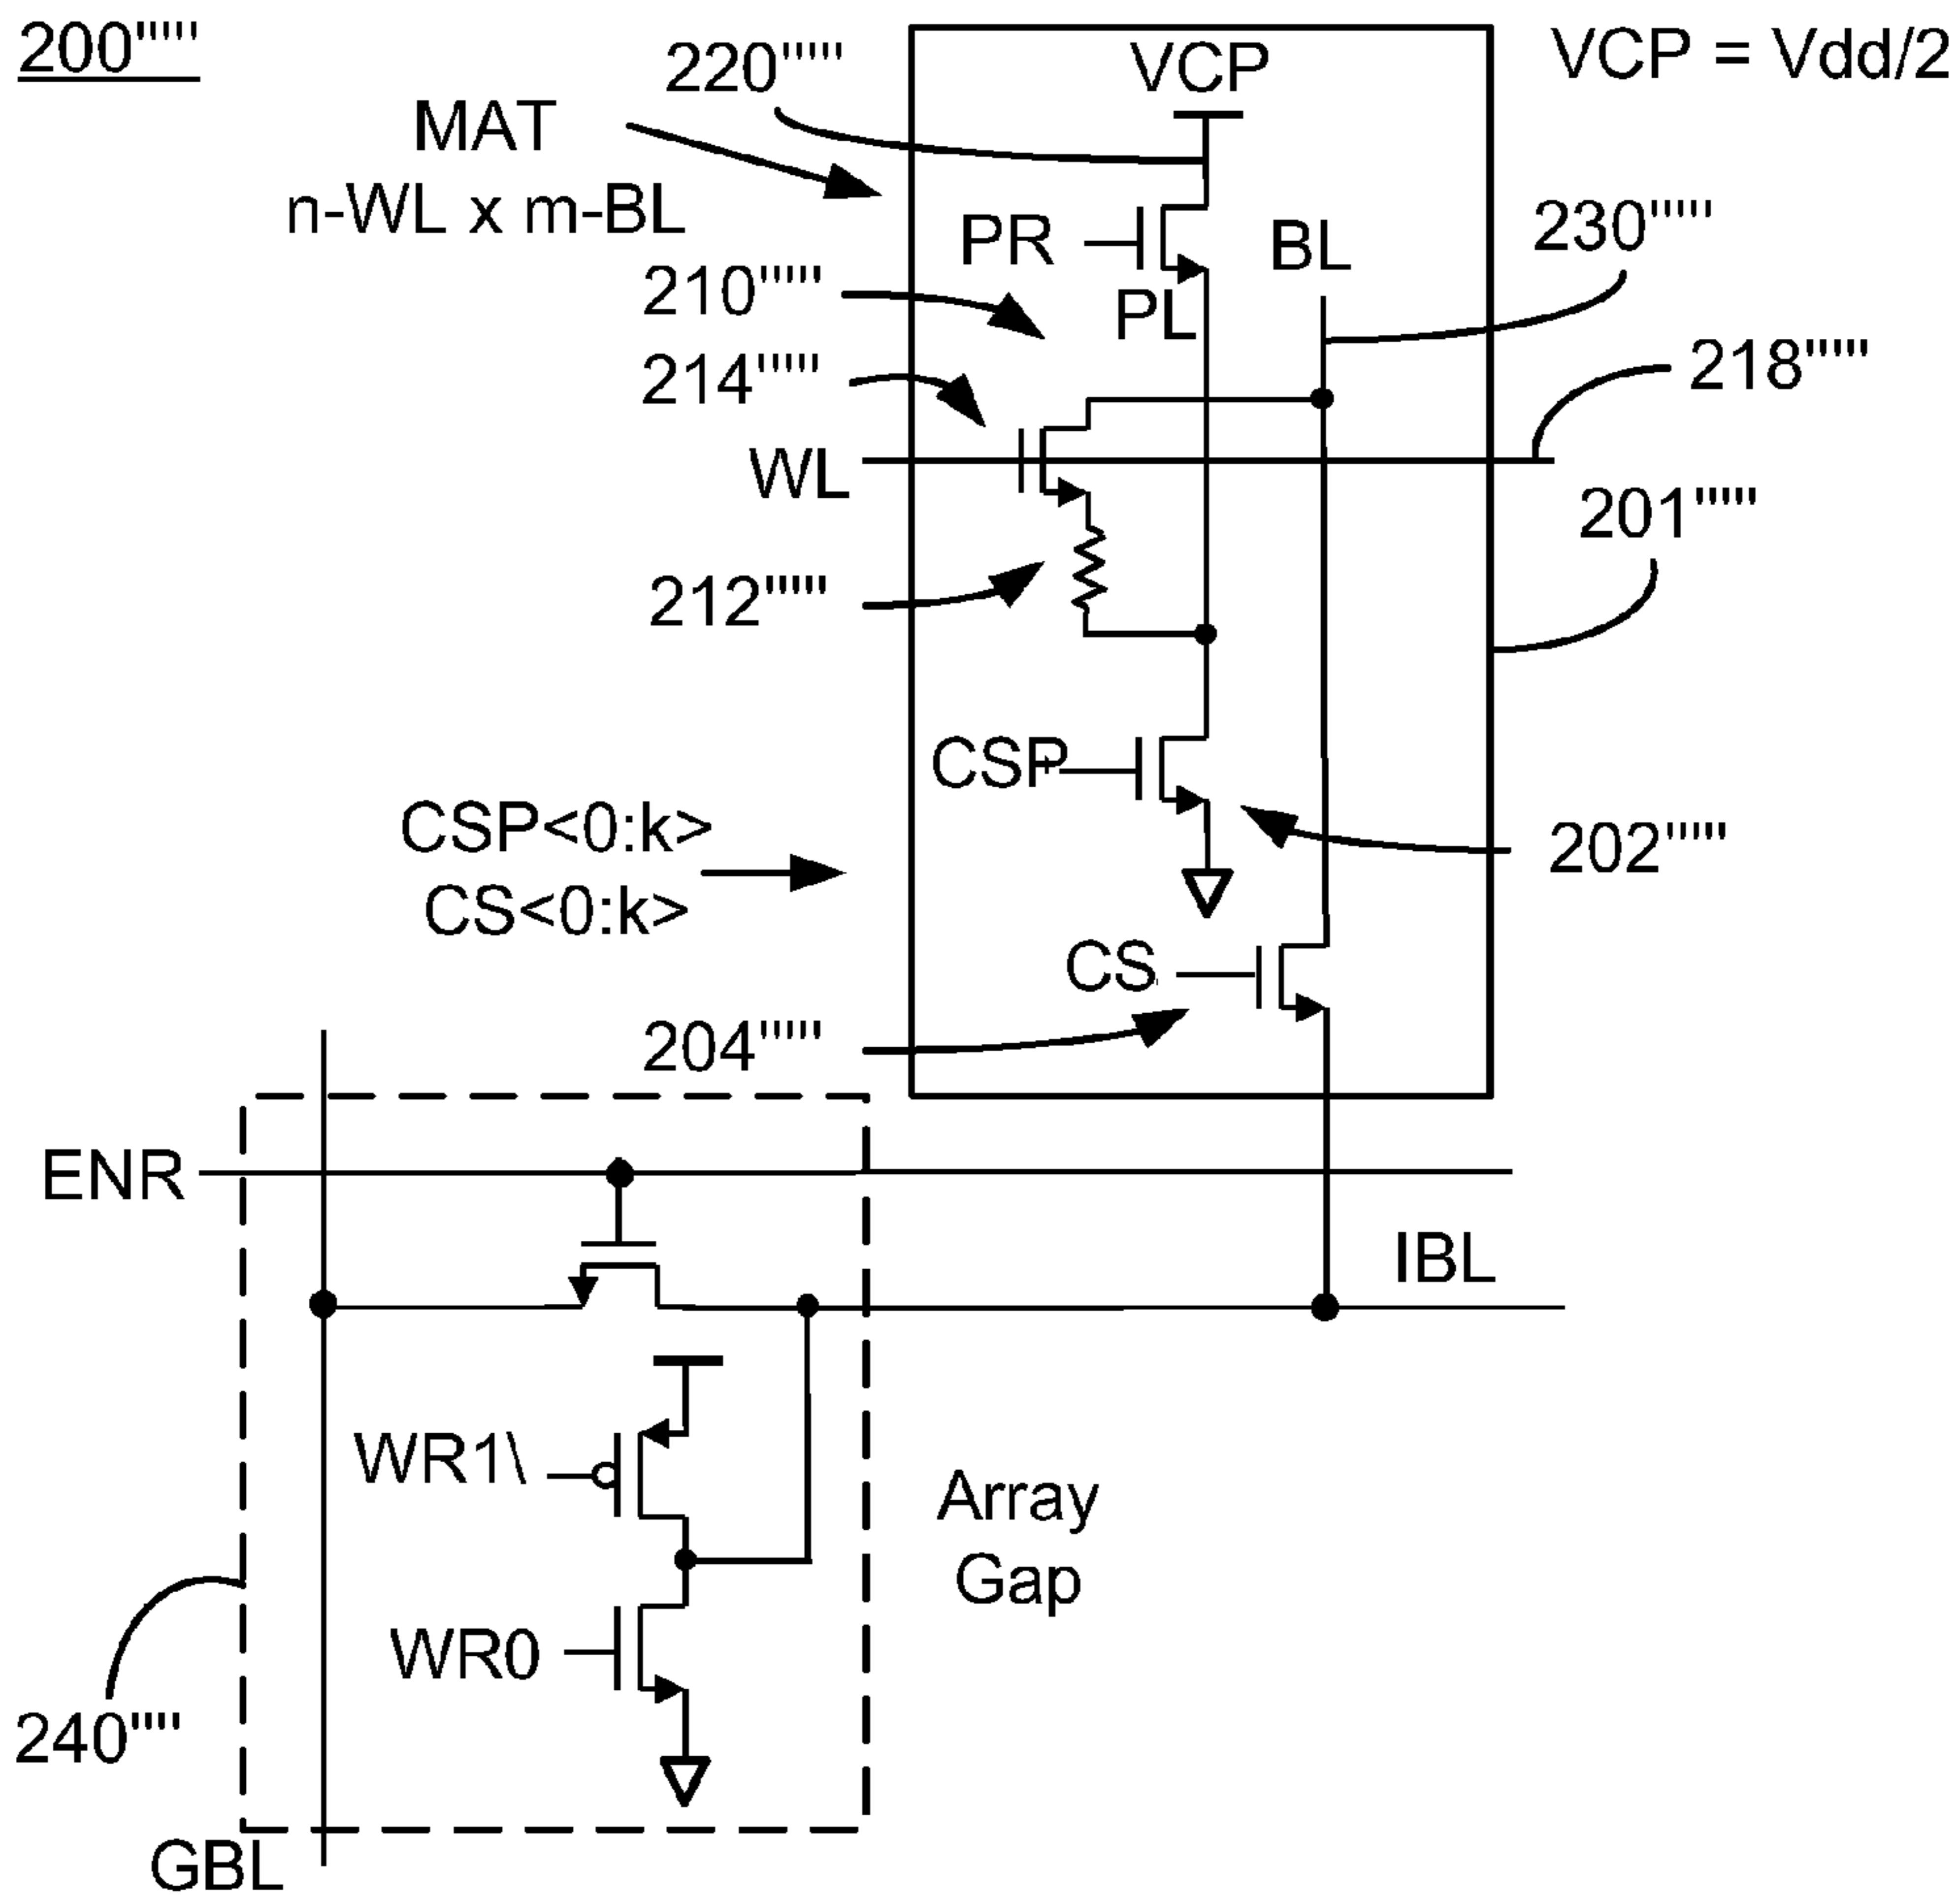 200'''''
220'''''
VCP
VCP = Vdd/2
MAT
n-WL x m-BL
PR
BL
230'''''
210'''''
PL
214'''''
218'''''
WL
201'''''
212'''''
CSP
CSP<0:k>
202'''''
CS<0:k>
CS
204'''''
ENR
IBL
WR1\
Array
Gap
WR0
240''''
GBL